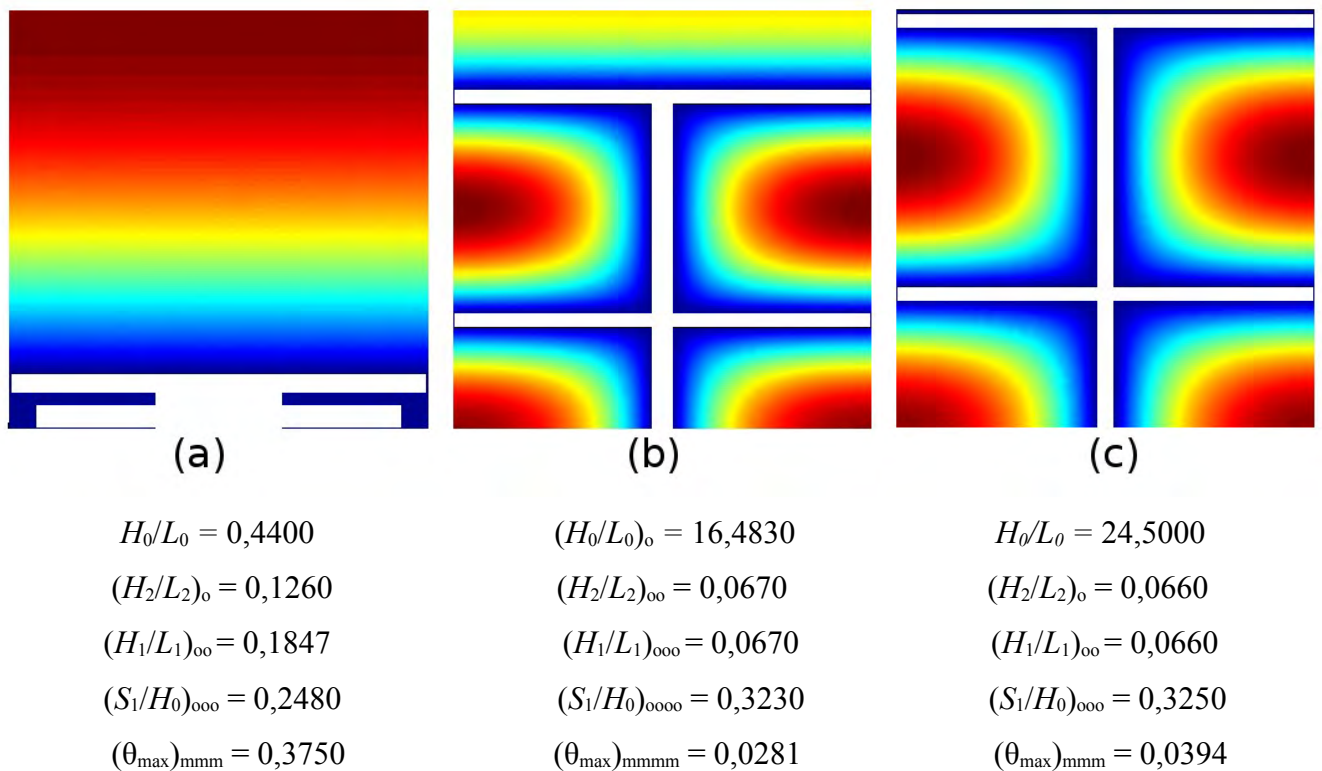 (a) (b) (c)
H₀/L₀ = 0,4400 (H₀/L₀)ₒ = 16,4830 H₀/L₀ = 24,5000
(H₂/L₂)ₒ = 0,1260 (H₂/L₂)ₒₒ = 0,0670 (H₂/L₂)ₒ = 0,0660
(H₁/L₁)ₒₒ = 0,1847 (H₁/L₁)ₒₒₒ = 0,0670 (H₁/L₁)ₒₒ = 0,0660
(S₁/H₀)ₒₒₒ = 0,2480 (S₁/H₀)ₒₒₒₒ = 0,3230 (S₁/H₀)ₒₒₒ = 0,3250
(θₘₐₓ)ₘₘₘ = 0,3750 (θₘₐₓ)ₘₘₘₘ = 0,0281 (θₘₐₓ)ₘₘₘ = 0,0394